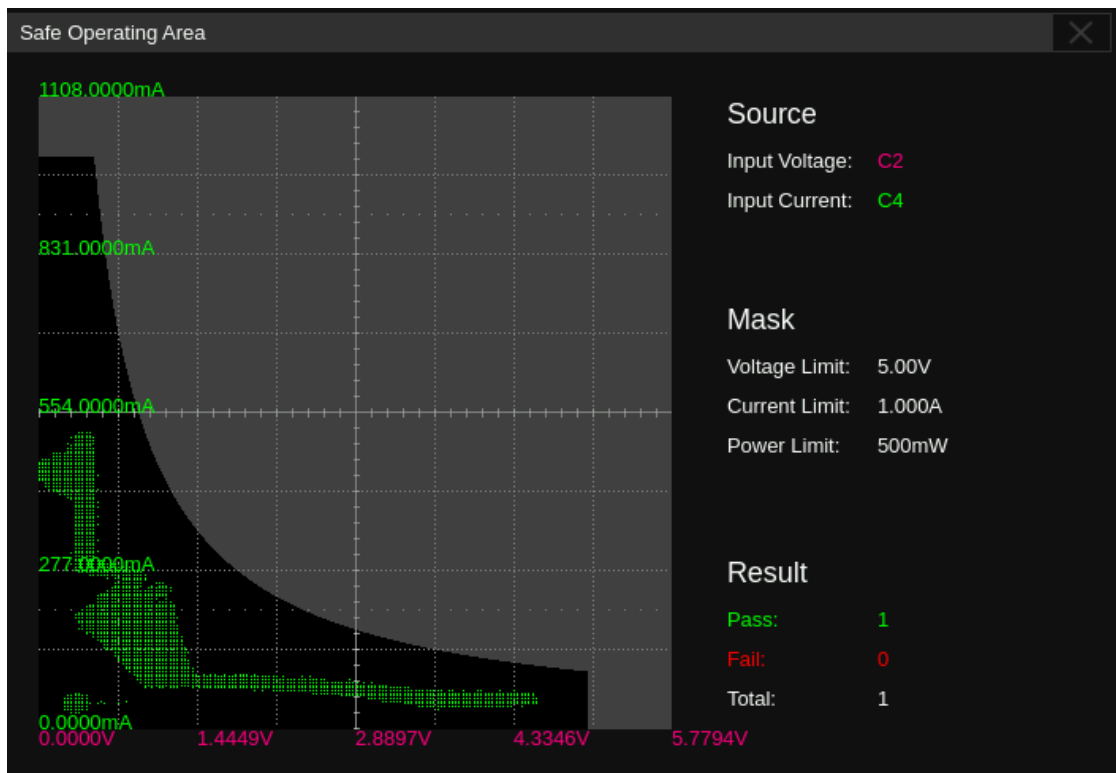 Safe Operating Area
1108.0000mA
831.0000mA
554.0000mA
277.0000mA
0.0000mA
0.0000V 1.4449V 2.8897V 4.3346V 5.7794V
Source
Input Voltage: C2
Input Current: C4
Mask
Voltage Limit: 5.00V
Current Limit: 1.000A
Power Limit: 500mW
Result
Pass: 1
Fail: 0
Total: 1